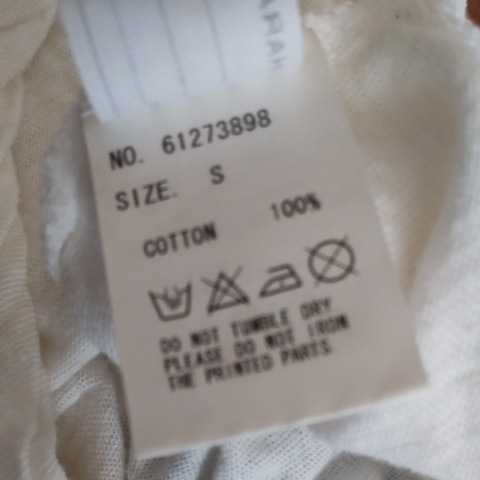 NO. 61273898
SIZE. S
COTTON 100%
DO NOT TUMBLE DRY
PLEASE DO NOT IRON
THE PRINTED PARTS